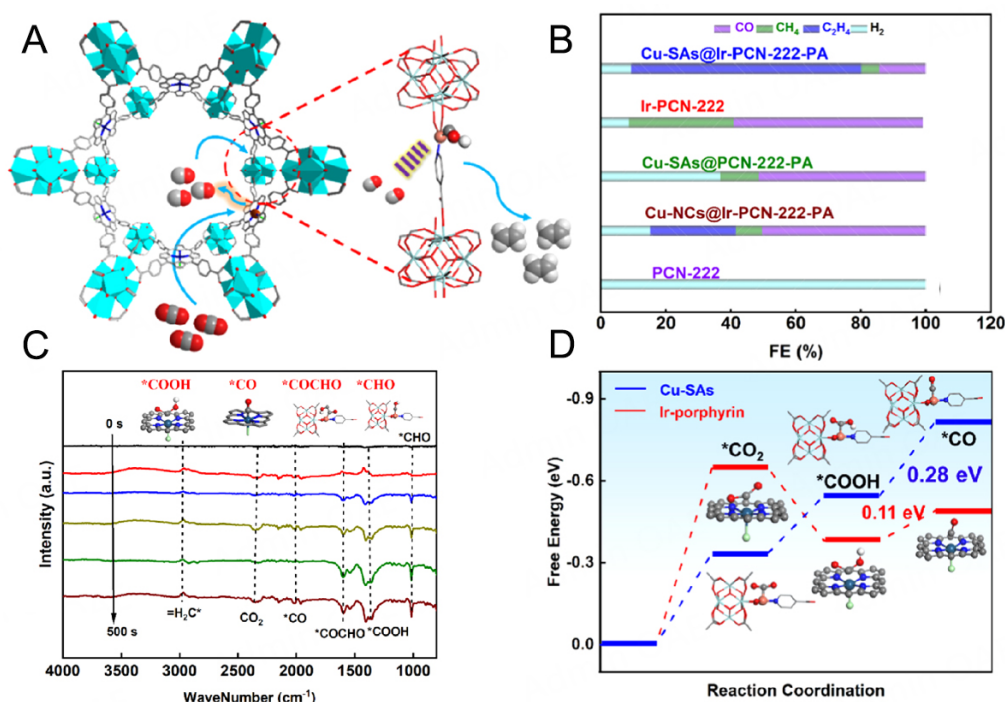 A
B
CO CH₄ C₂H₄ H₂
Cu-SAs@Ir-PCN-222-PA
Ir-PCN-222
Cu-SAs@PCN-222-PA
Cu-NCs@Ir-PCN-222-PA
PCN-222
0 20 40 60 80 100 120
FE (%)
C
*COOH *CO *COCHO *CHO
0 s
*CHO
=H₂C* CO₂ *CO *COCHO *COOH
500 s
Intensity (a.u.)
4000 3500 3000 2500 2000 1500 1000
WaveNumber (cm⁻¹)
D
Cu-SAs
Ir-porphyrin
*CO₂
*COOH
*CO
0.28 eV
0.11 eV
-0.9
-0.6
-0.3
0.0
Free Energy (eV)
Reaction Coordination